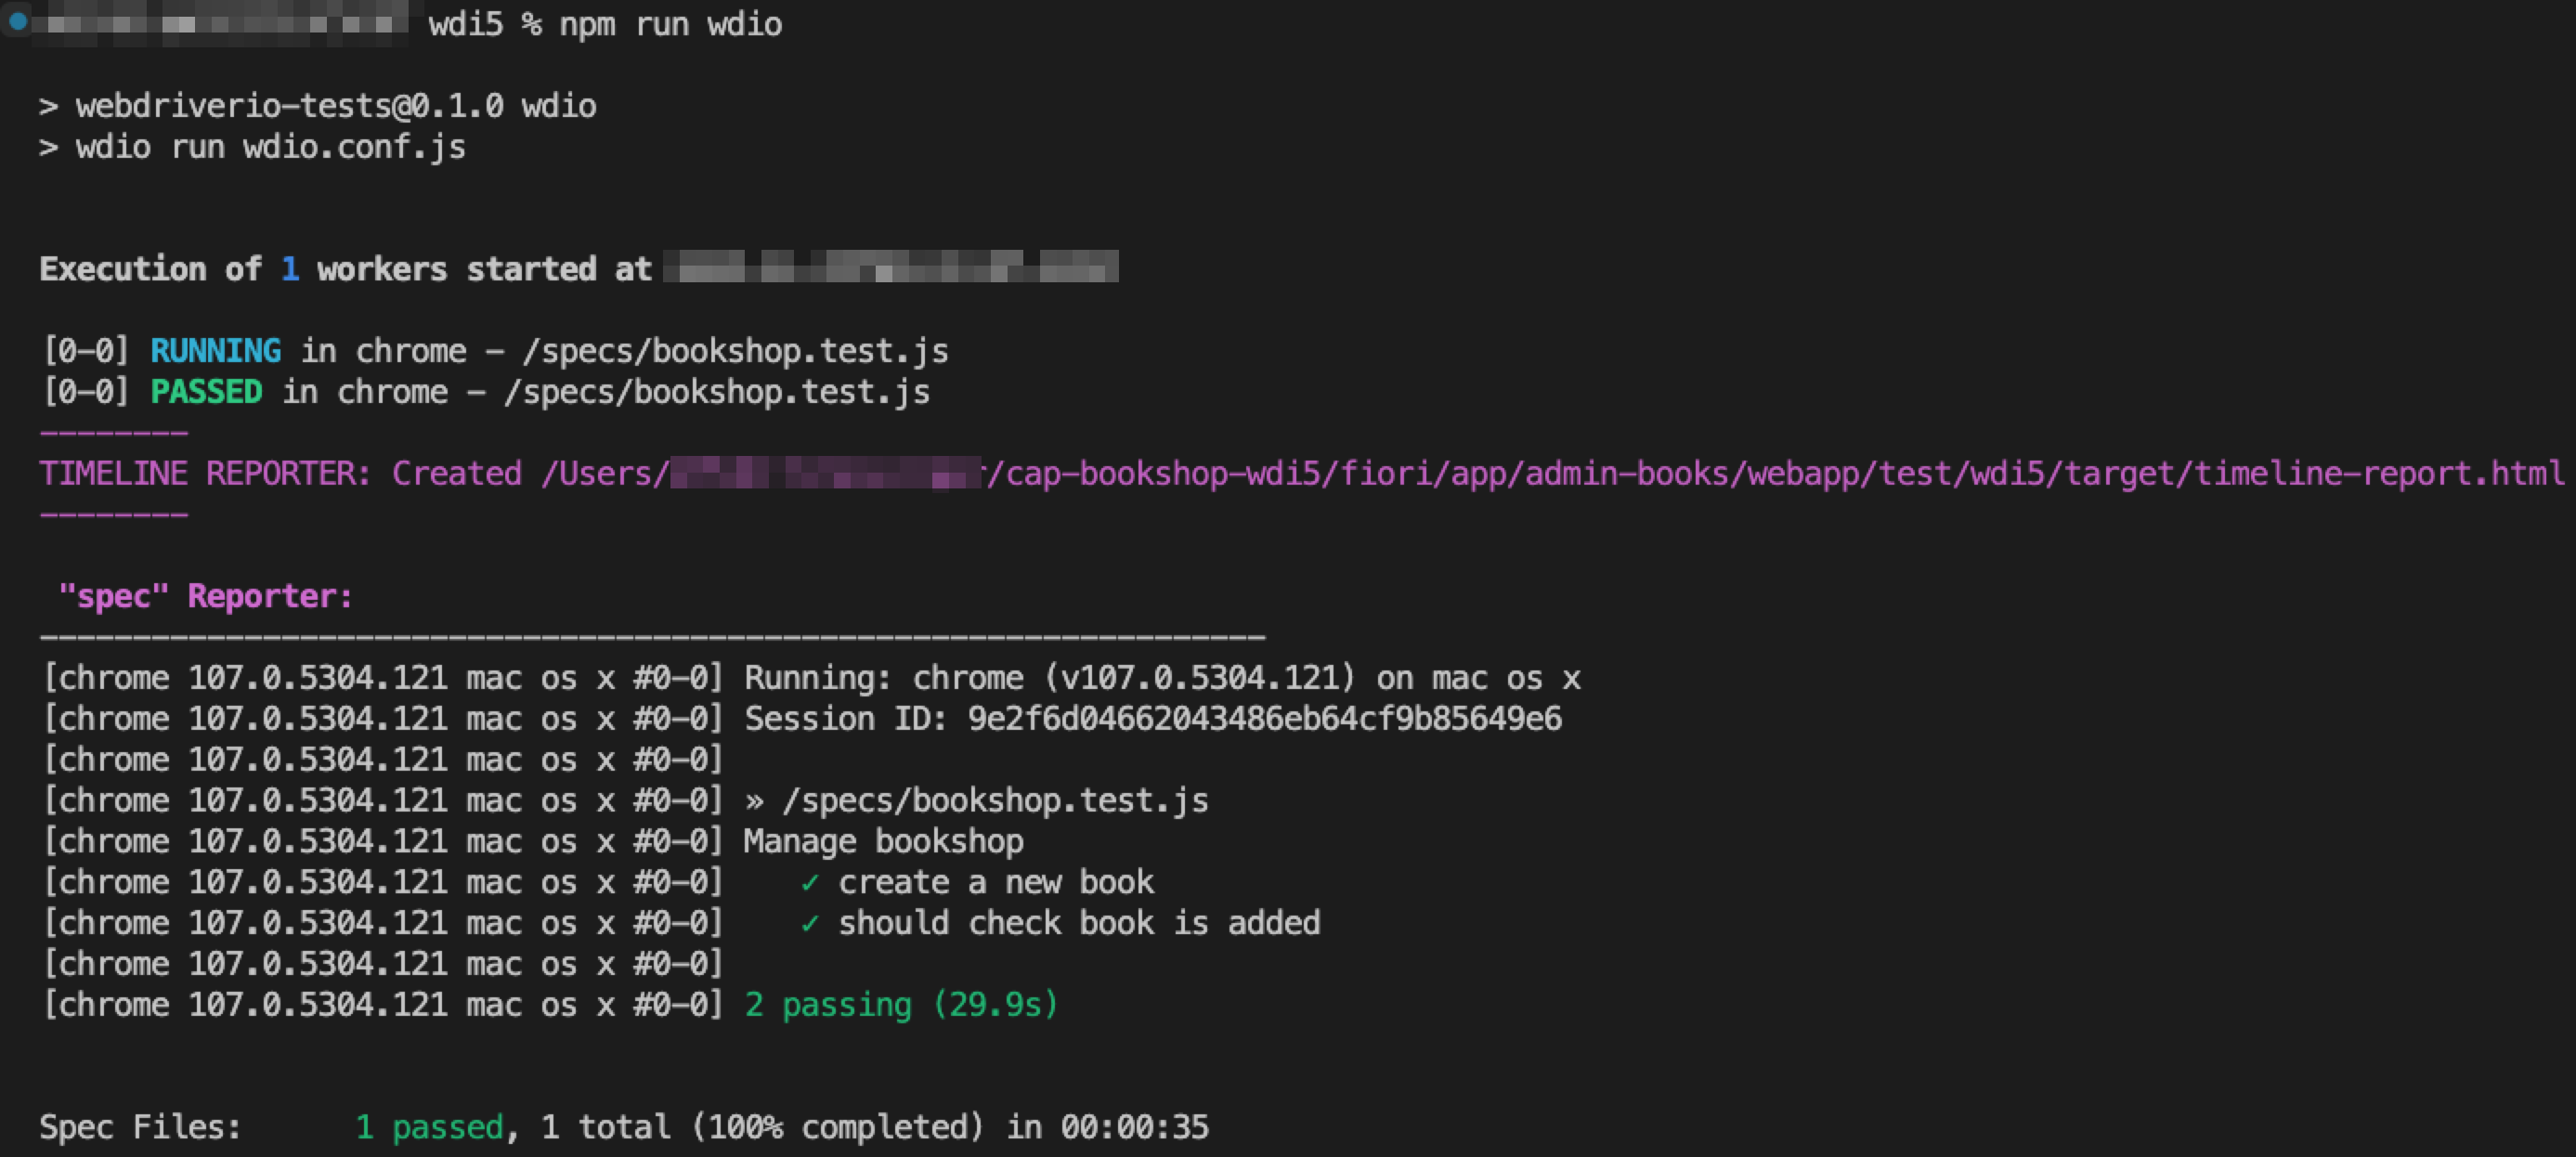 wdi5 % npm run wdio
> webdriverio-tests@0.1.0 wdio
> wdio run wdio.conf.js
Execution of 1 workers started at
[0-0] RUNNING in chrome - /specs/bookshop.test.js
[0-0] PASSED in chrome - /specs/bookshop.test.js
--------
TIMELINE REPORTER: Created /Users/ r/cap-bookshop-wdi5/fiori/app/admin-books/webapp/test/wdi5/target/timeline-report.html
--------
"spec" Reporter:
------------------------------------------------------------------
[chrome 107.0.5304.121 mac os x #0-0] Running: chrome (v107.0.5304.121) on mac os x
[chrome 107.0.5304.121 mac os x #0-0] Session ID: 9e2f6d04662043486eb64cf9b85649e6
[chrome 107.0.5304.121 mac os x #0-0]
[chrome 107.0.5304.121 mac os x #0-0] » /specs/bookshop.test.js
[chrome 107.0.5304.121 mac os x #0-0] Manage bookshop
[chrome 107.0.5304.121 mac os x #0-0] ✓ create a new book
[chrome 107.0.5304.121 mac os x #0-0] ✓ should check book is added
[chrome 107.0.5304.121 mac os x #0-0]
[chrome 107.0.5304.121 mac os x #0-0] 2 passing (29.9s)
Spec Files: 1 passed, 1 total (100% completed) in 00:00:35